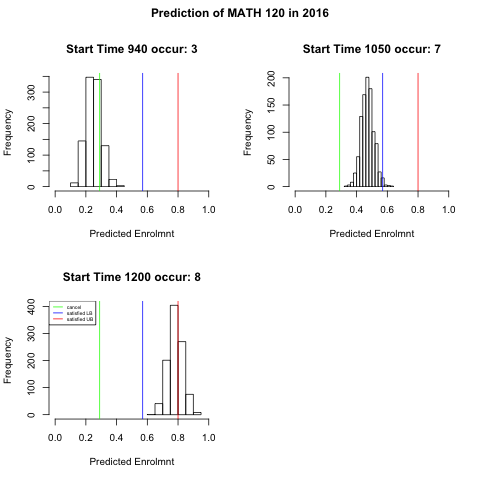 Prediction of MATH 120 in 2016
Start Time 940 occur: 3
Frequency
0 100 200 300
0.0 0.2 0.4 0.6 0.8 1.0
Predicted Enrolmnt
Start Time 1050 occur: 7
Frequency
0 50 100 150 200
0.0 0.2 0.4 0.6 0.8 1.0
Predicted Enrolmnt
Start Time 1200 occur: 8
cancel
satisfied LB
satisfied UB
Frequency
0 100 200 300 400
0.0 0.2 0.4 0.6 0.8 1.0
Predicted Enrolmnt